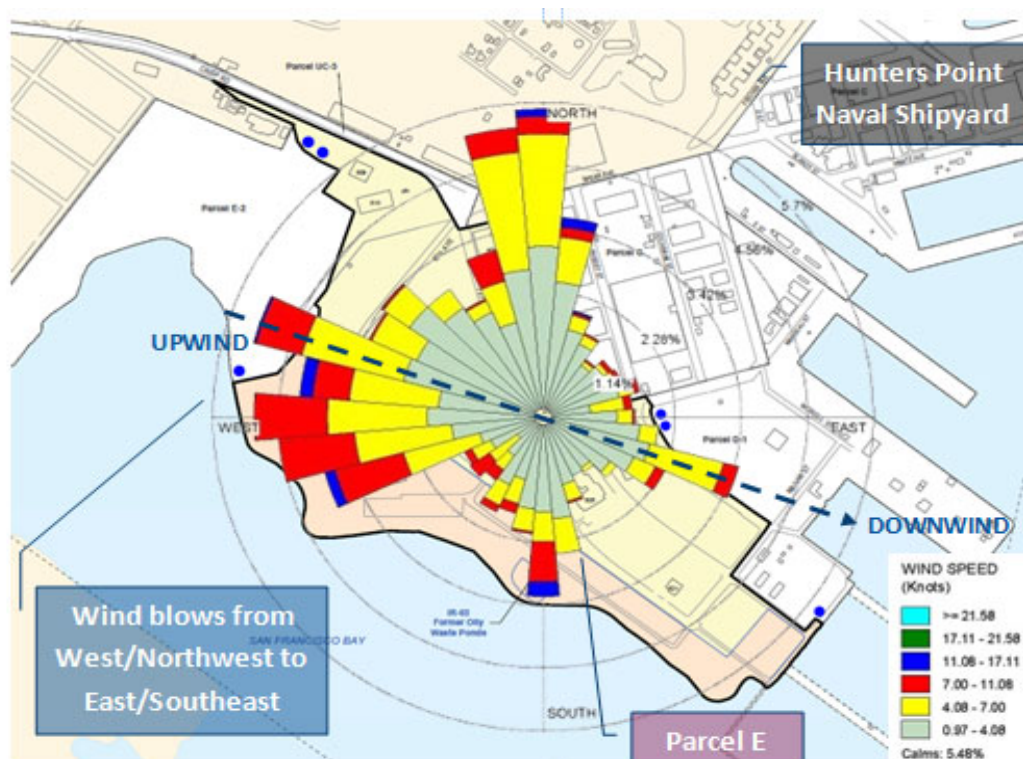 Hunters Point
Naval Shipyard
Parcel UC-3
NORTH
Parcel E-2
Parcel G
5.7%
4.56%
3.42%
2.28%
1.14%
UPWIND
WEST
EAST
Parcel D-1
DOWNWIND
WIND SPEED
(Knots)
>= 21.58
17.11 - 21.58
11.08 - 17.11
7.00 - 11.08
4.08 - 7.00
0.97 - 4.08
Calms: 5.48%
Wind blows from
West/Northwest to
East/Southeast
SAN FRANCISCO BAY
Former Oily
Waste Ponds
SOUTH
Parcel E